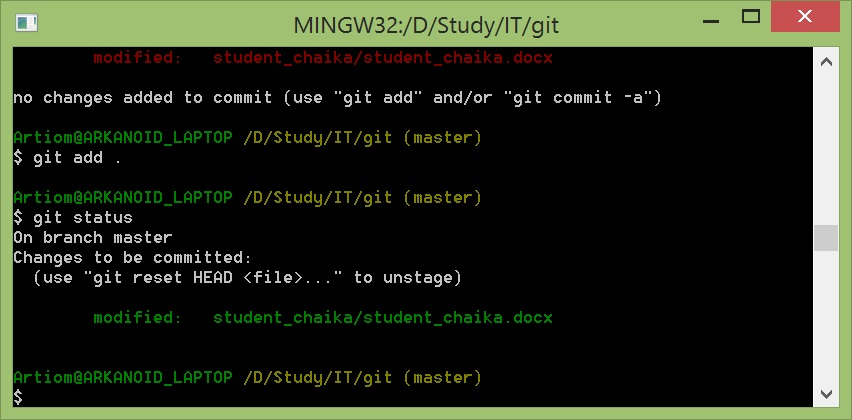 MINGW32:/D/Study/IT/git
modified: student_chaika/student_chaika.docx
no changes added to commit (use "git add" and/or "git commit -a")
Artiom@ARKANOID_LAPTOP /D/Study/IT/git (master)
$ git add .
Artiom@ARKANOID_LAPTOP /D/Study/IT/git (master)
$ git status
On branch master
Changes to be committed:
(use "git reset HEAD <file>..." to unstage)
modified: student_chaika/student_chaika.docx
Artiom@ARKANOID_LAPTOP /D/Study/IT/git (master)
$